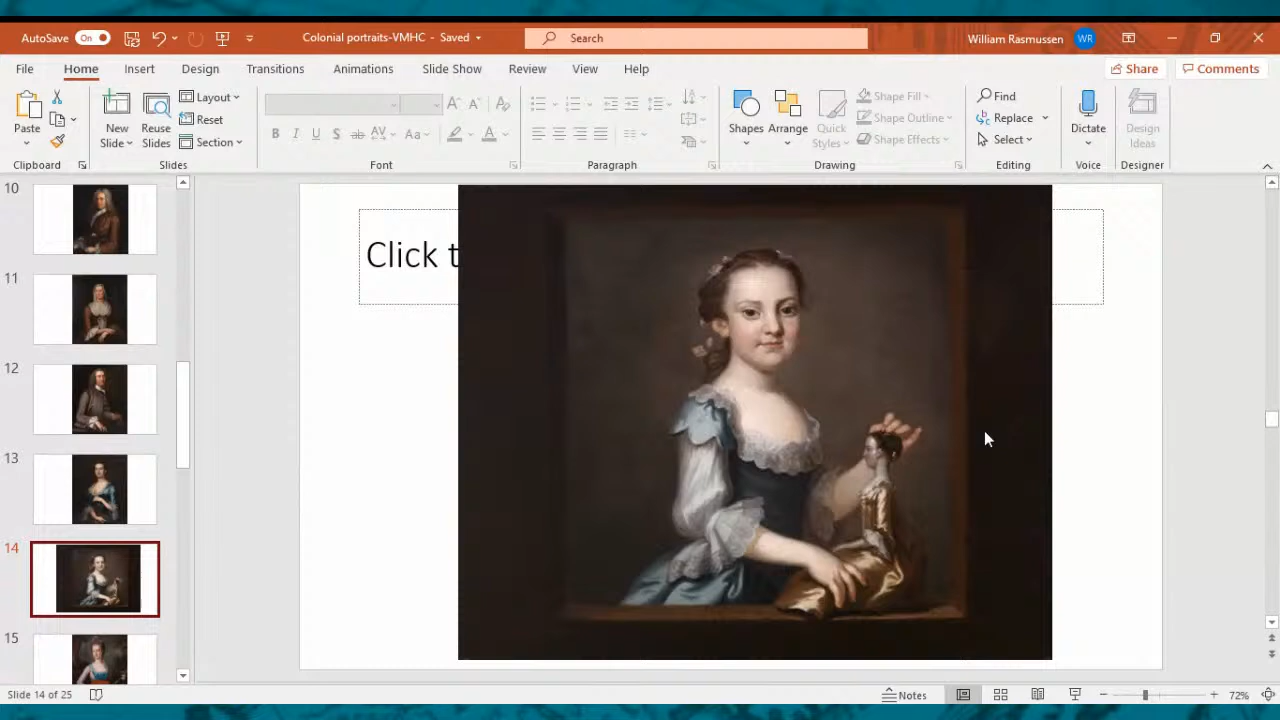 AutoSave On Colonial portraits-VMHC - Saved Search William Rasmussen WR
File Home Insert Design Transitions Animations Slide Show Review View Help Share Comments
Paste
New Slide
Reuse Slides
Layout
Reset
Section
B I U S ab AV Aa A
Shapes
Arrange
Quick Styles
Shape Fill
Shape Outline
Shape Effects
Find
Replace
Select
Dictate
Design Ideas
Clipboard Slides Font Paragraph Drawing Editing Voice Designer
10
11
12
13
14
15
Click t
Slide 14 of 25 Notes 72%